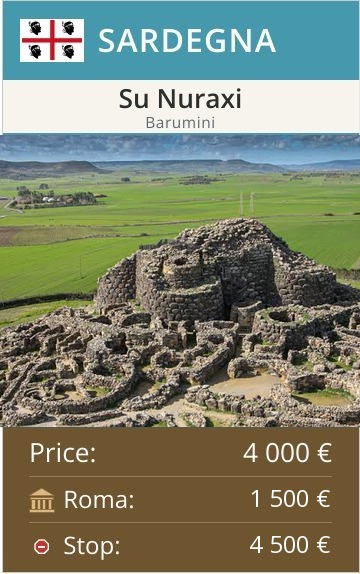 SARDEGNA
Su Nuraxi
Barumini
Price: 4 000 €
Roma: 1 500 €
Stop: 4 500 €